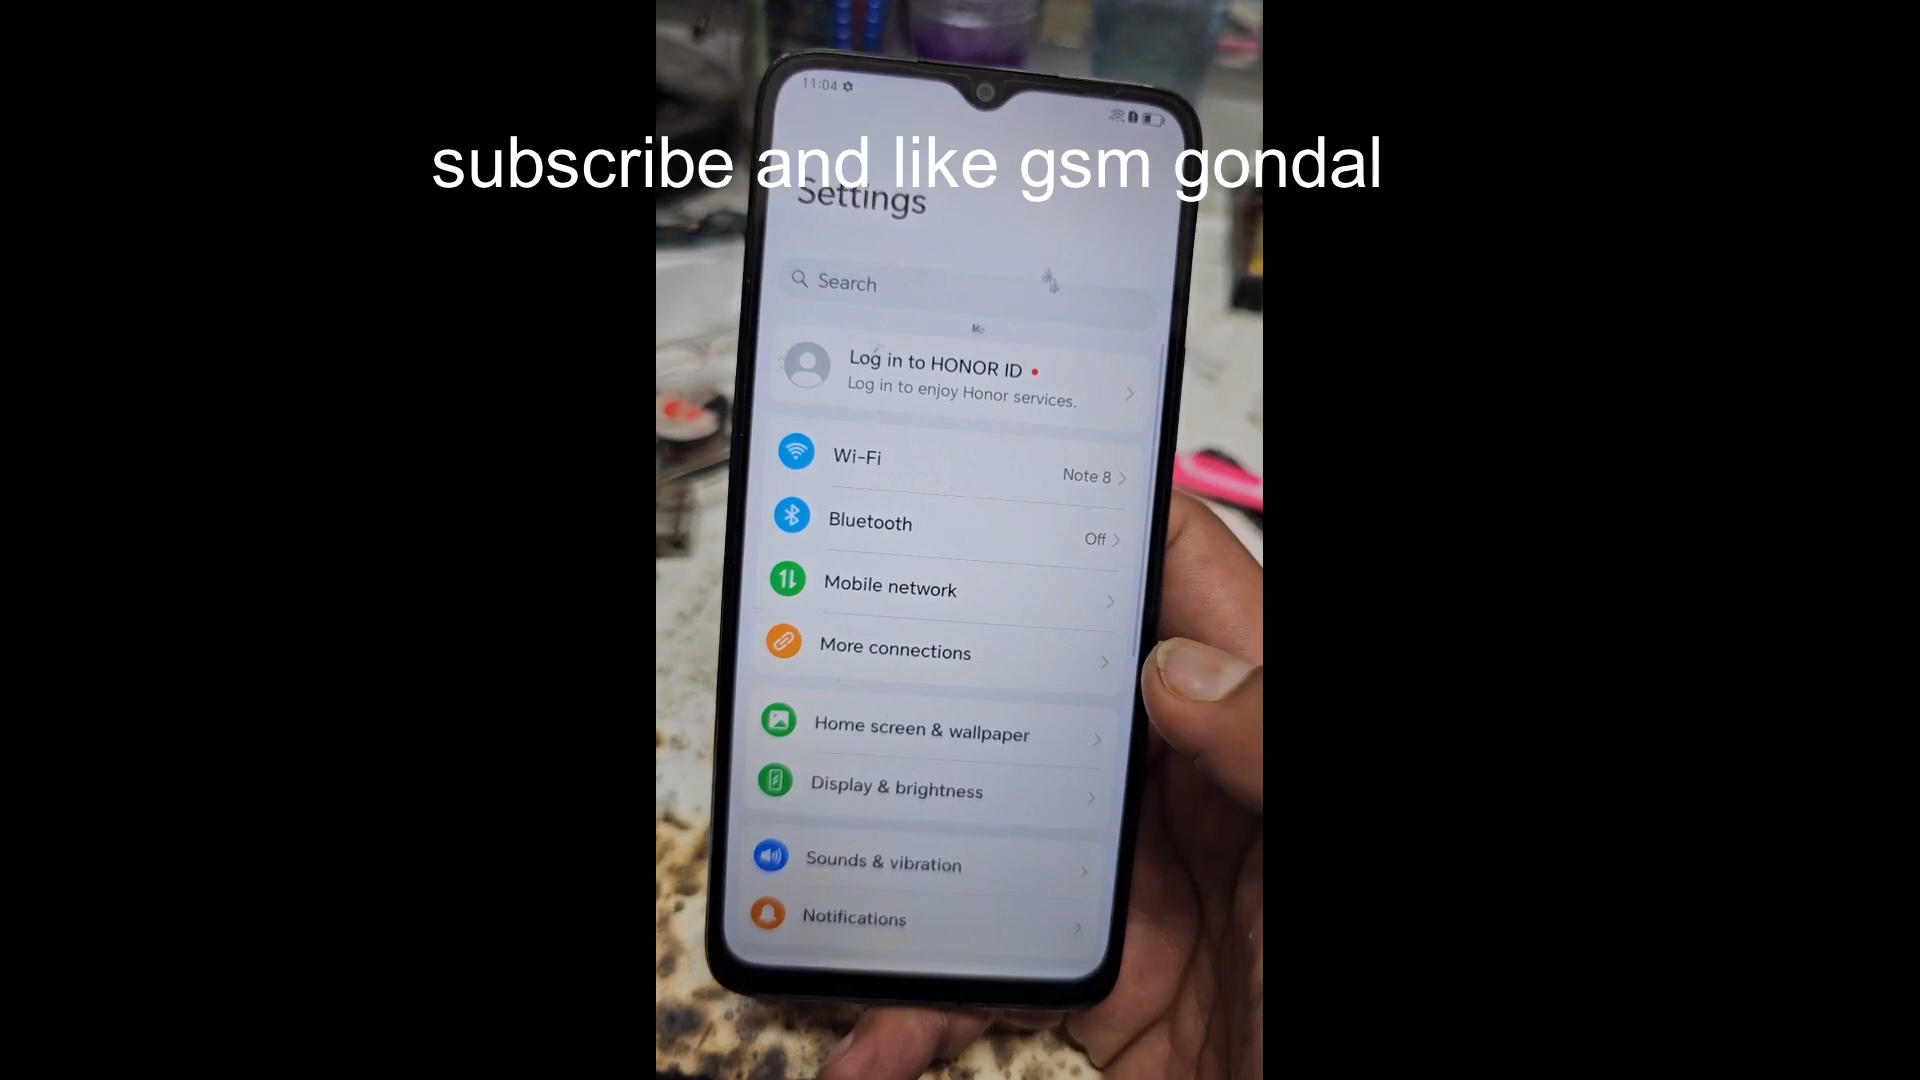 11:04
subscribe and like gsm gondal
Settings
Search
Log in to HONOR ID
Log in to enjoy Honor services.
Wi-Fi
Note 8
Bluetooth
Off
Mobile network
More connections
Home screen & wallpaper
Display & brightness
Sounds & vibration
Notifications